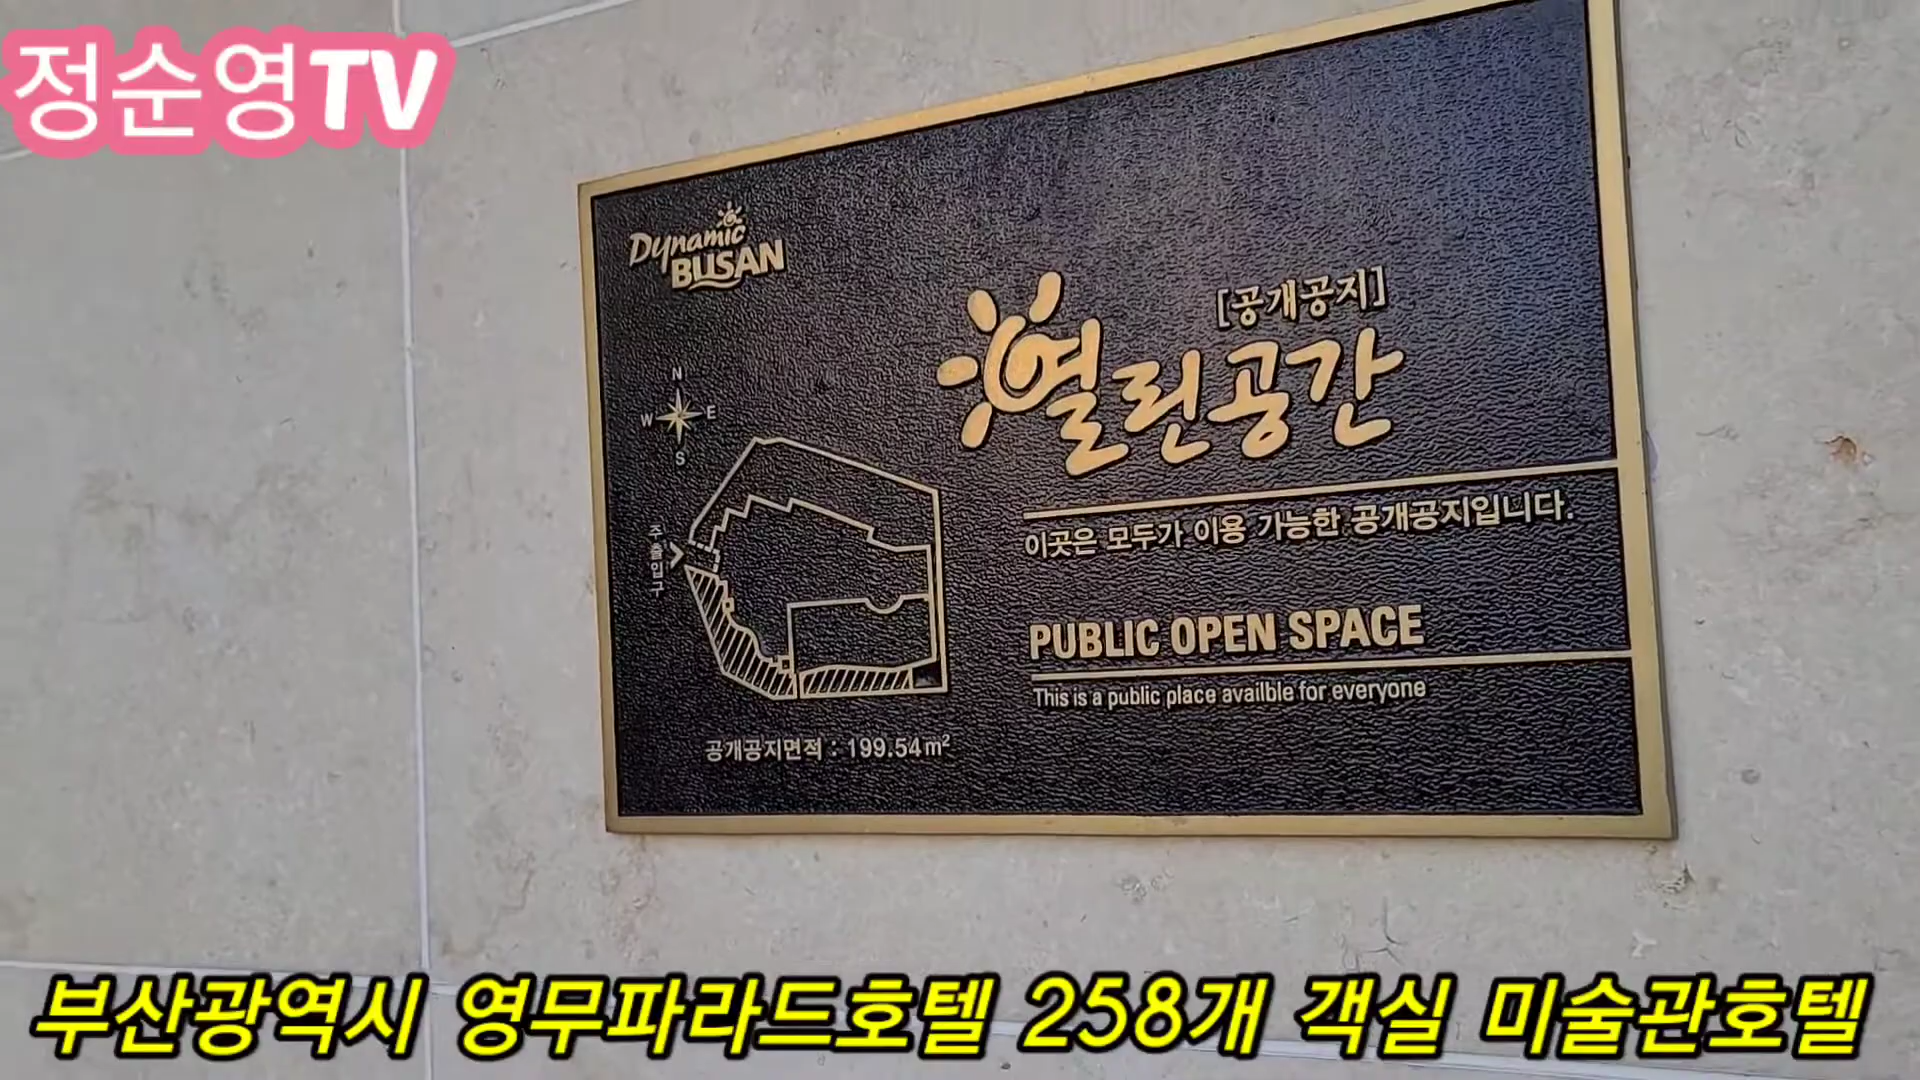 정순영TV
Dynamic
BUSAN
[공개공지]
열린공간
N
W E
S
주출입구
이곳은 모두가 이용 가능한 공개공지입니다.
PUBLIC OPEN SPACE
This is a public place availble for everyone
공개공지면적 : 199.54m²
부산광역시 영무파라드호텔 258개 객실 미술관호텔